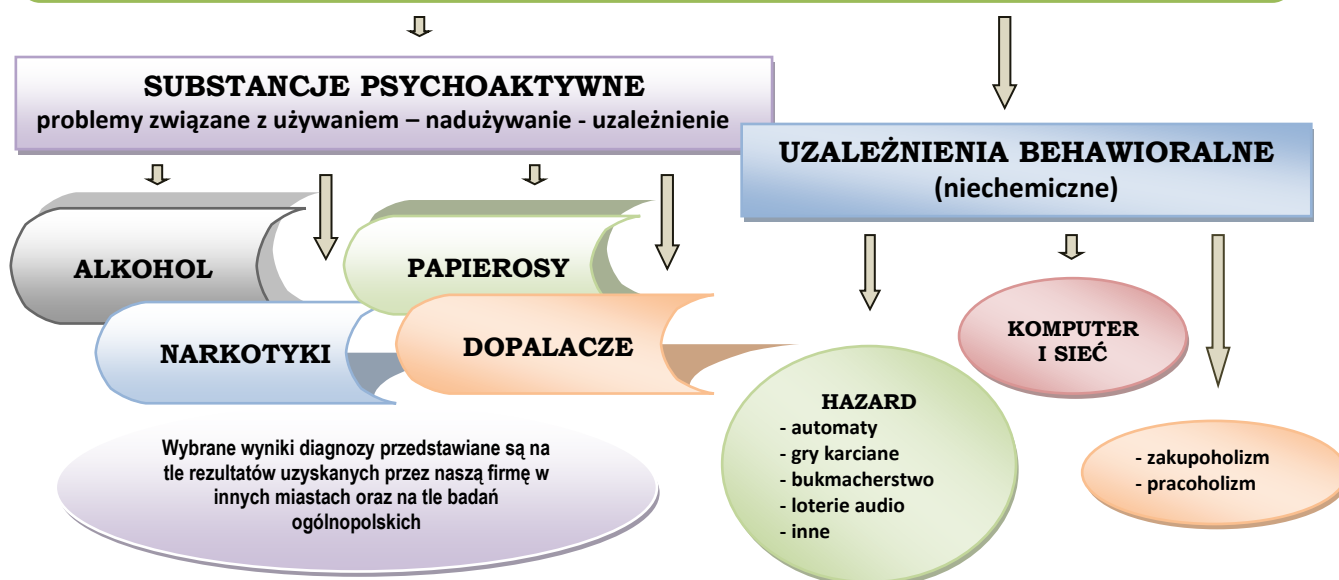 SUBSTANCJE PSYCHOAKTYWNE
problemy związane z używaniem – nadużywanie - uzależnienie
UZALEŻNIENIA BEHAWIORALNE
(niechemiczne)
ALKOHOL
PAPIEROSY
NARKOTYKI
DOPALACZE
KOMPUTER
I SIEĆ
HAZARD
- automaty
- gry karciane
- bukmacherstwo
- loterie audio
- inne
- zakupoholizm
- pracoholizm
Wybrane wyniki diagnozy przedstawiane są na
tle rezultatów uzyskanych przez naszą firmę w
innych miastach oraz na tle badań
ogólnopolskich